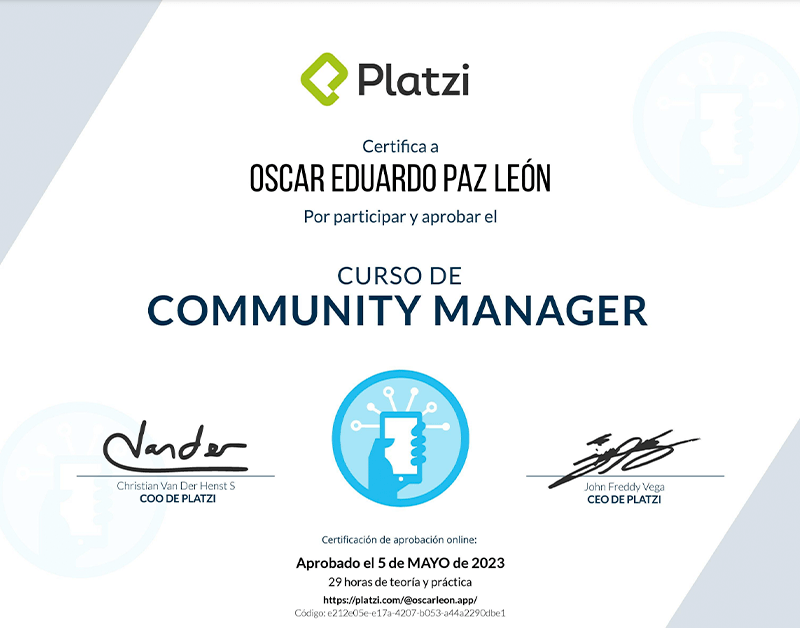 Platzi
Certifica a
OSCAR EDUARDO PAZ LEÓN
Por participar y aprobar el
CURSO DE
COMMUNITY MANAGER
Vander
Christian Van Der Henst S
COO DE PLATZI
John Freddy Vega
CEO DE PLATZI
Certificación de aprobación online:
Aprobado el 5 de MAYO de 2023
29 horas de teoría y práctica
https://platzi.com/@oscarleon.app/
Código: e212e05e-e17a-4207-b053-a44a2290dbe1